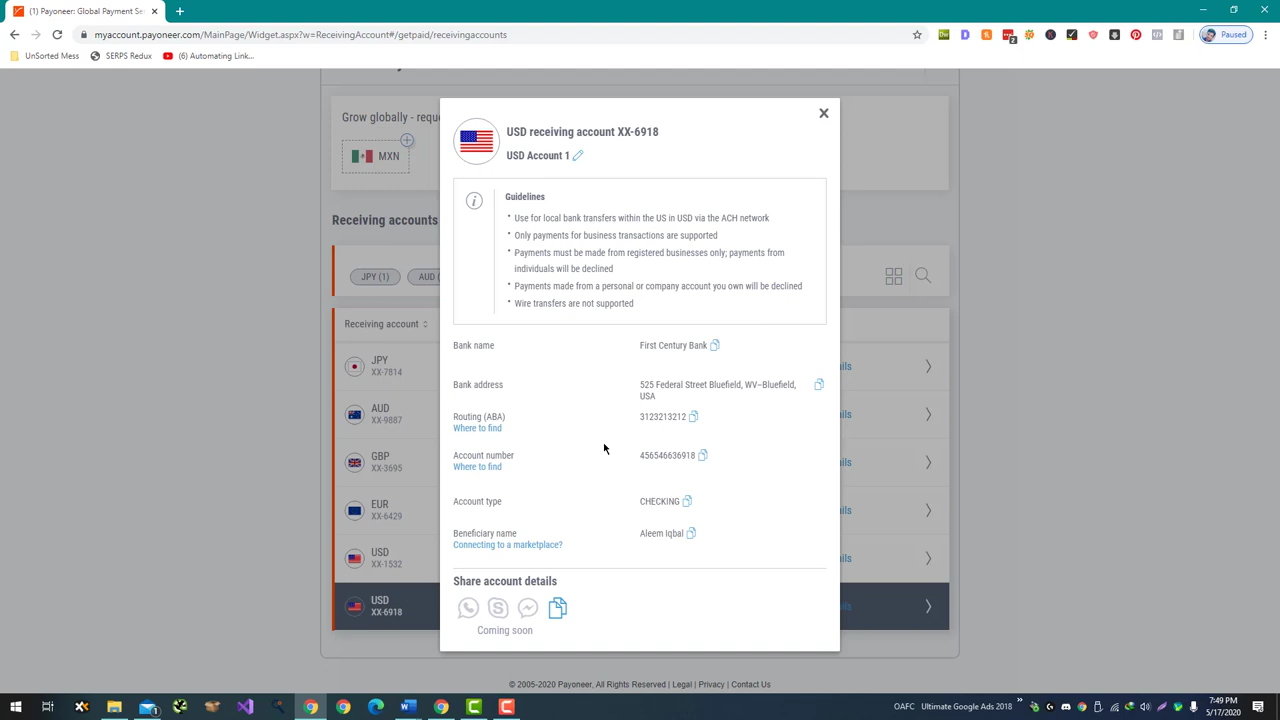 (1) Payoneer: Global Payment Se
myaccount.payoneer.com/MainPage/Widget.aspx?w=ReceivingAccount#/getpaid/receivingaccounts
2
Paused
UnSorted Mess
SERPS Redux
(6) Automating Link...
Grow globally - reque
MXN
Receiving accounts
JPY (1)
AUD (
Receiving account
JPY
XX-7814
ails
AUD
XX-9887
ails
GBP
XX-3695
ails
EUR
XX-6429
ails
USD
XX-1532
ails
USD
XX-6918
ails
USD receiving account XX-6918
USD Account 1
i
Guidelines
• Use for local bank transfers within the US in USD via the ACH network
• Only payments for business transactions are supported
• Payments must be made from registered businesses only; payments from
individuals will be declined
• Payments made from a personal or company account you own will be declined
• Wire transfers are not supported
Bank name
First Century Bank
Bank address
525 Federal Street Bluefield, WV–Bluefield,
USA
Routing (ABA)
3123213212
Where to find
Account number
456546636918
Where to find
Account type
CHECKING
Beneficiary name
Aleem Iqbal
Connecting to a marketplace?
Share account details
Coming soon
© 2005-2020 Payoneer, All Rights Reserved | Legal | Privacy | Contact Us
OAFC
Ultimate Google Ads 2018
7:49 PM
5/17/2020